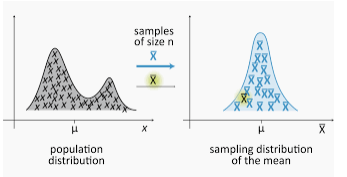 samples
of size n
X̅
X̅
μ
x
μ
X̅
population
distribution
sampling distribution
of the mean